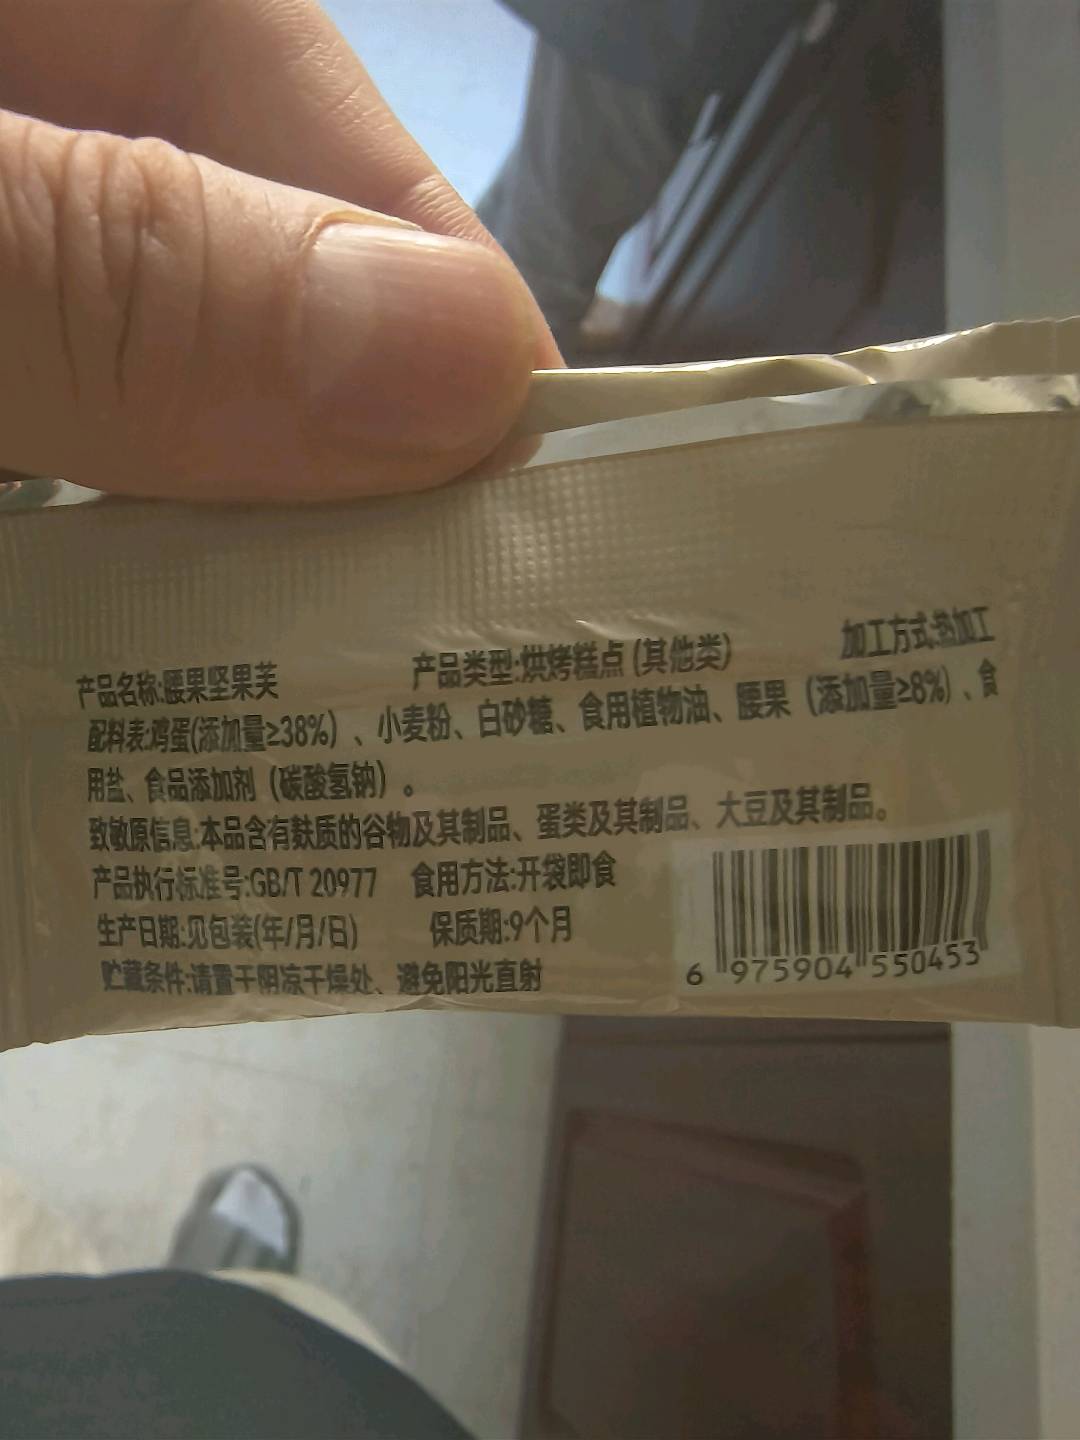 产品名称:腰果坚果芙 产品类型:烘烤糕点 (其他类) 加工方式:热加工
配料表:鸡蛋(添加量≥38%) 、小麦粉、白砂糖、食用植物油、腰果 (添加量≥8%) 、食
用盐、食品添加剂 (碳酸氢钠) 。
致敏原信息:本品含有麸质的谷物及其制品、蛋类及其制品、大豆及其制品。
产品执行标准号:GB/T 20977 食用方法:开袋即食
生产日期:见包装(年/月/日) 保质期:9个月
贮藏条件:请置于阴凉干燥处、避免阳光直射
6 975904 550453